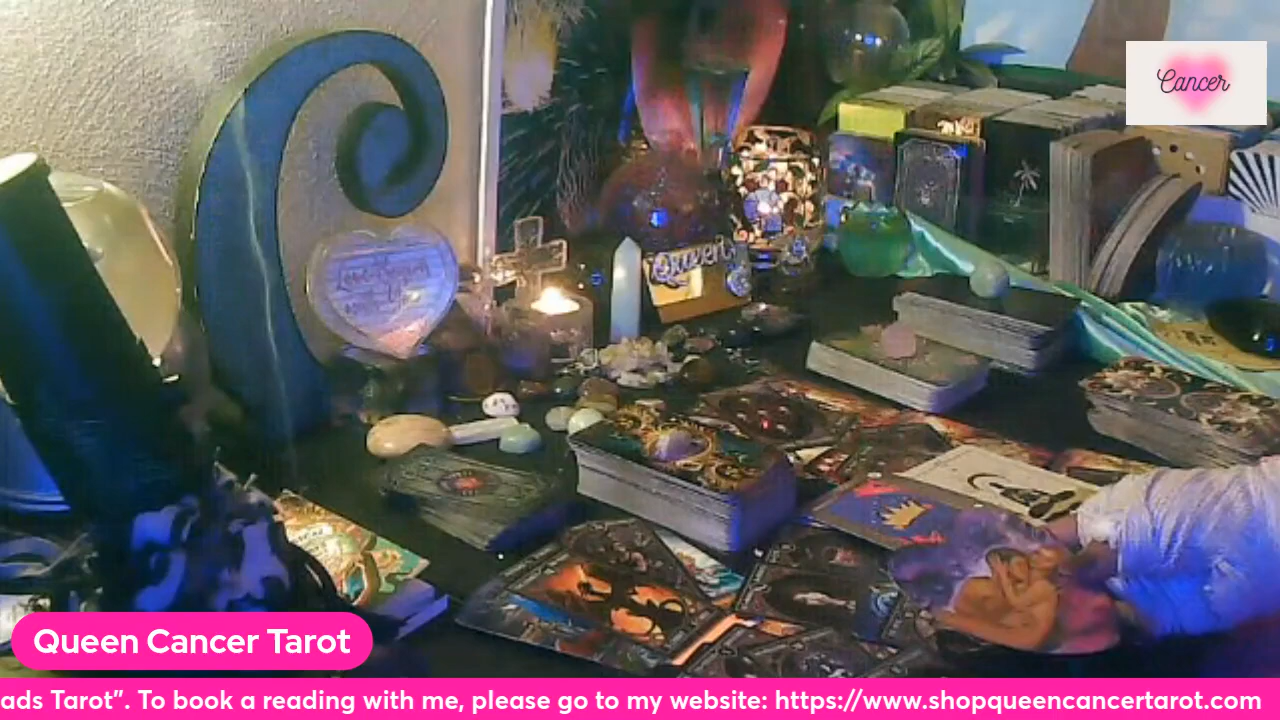 Cancer
Queen
Queen Cancer Tarot
ads Tarot”. To book a reading with me, please go to my website: https://www.shopqueencancertarot.com